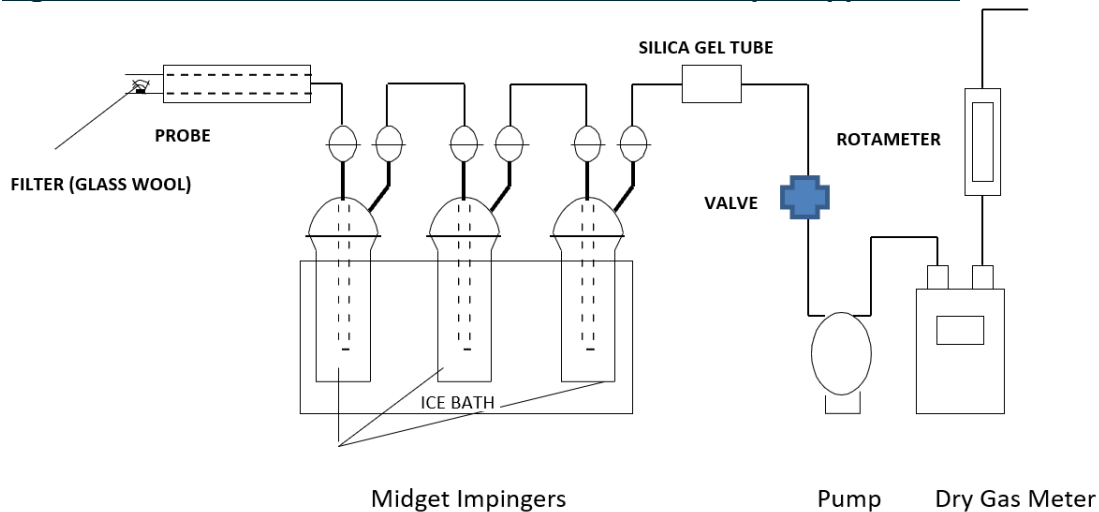 SILICA GEL TUBE
PROBE
ROTAMETER
FILTER (GLASS WOOL)
VALVE
ICE BATH
Midget Impingers
Pump
Dry Gas Meter